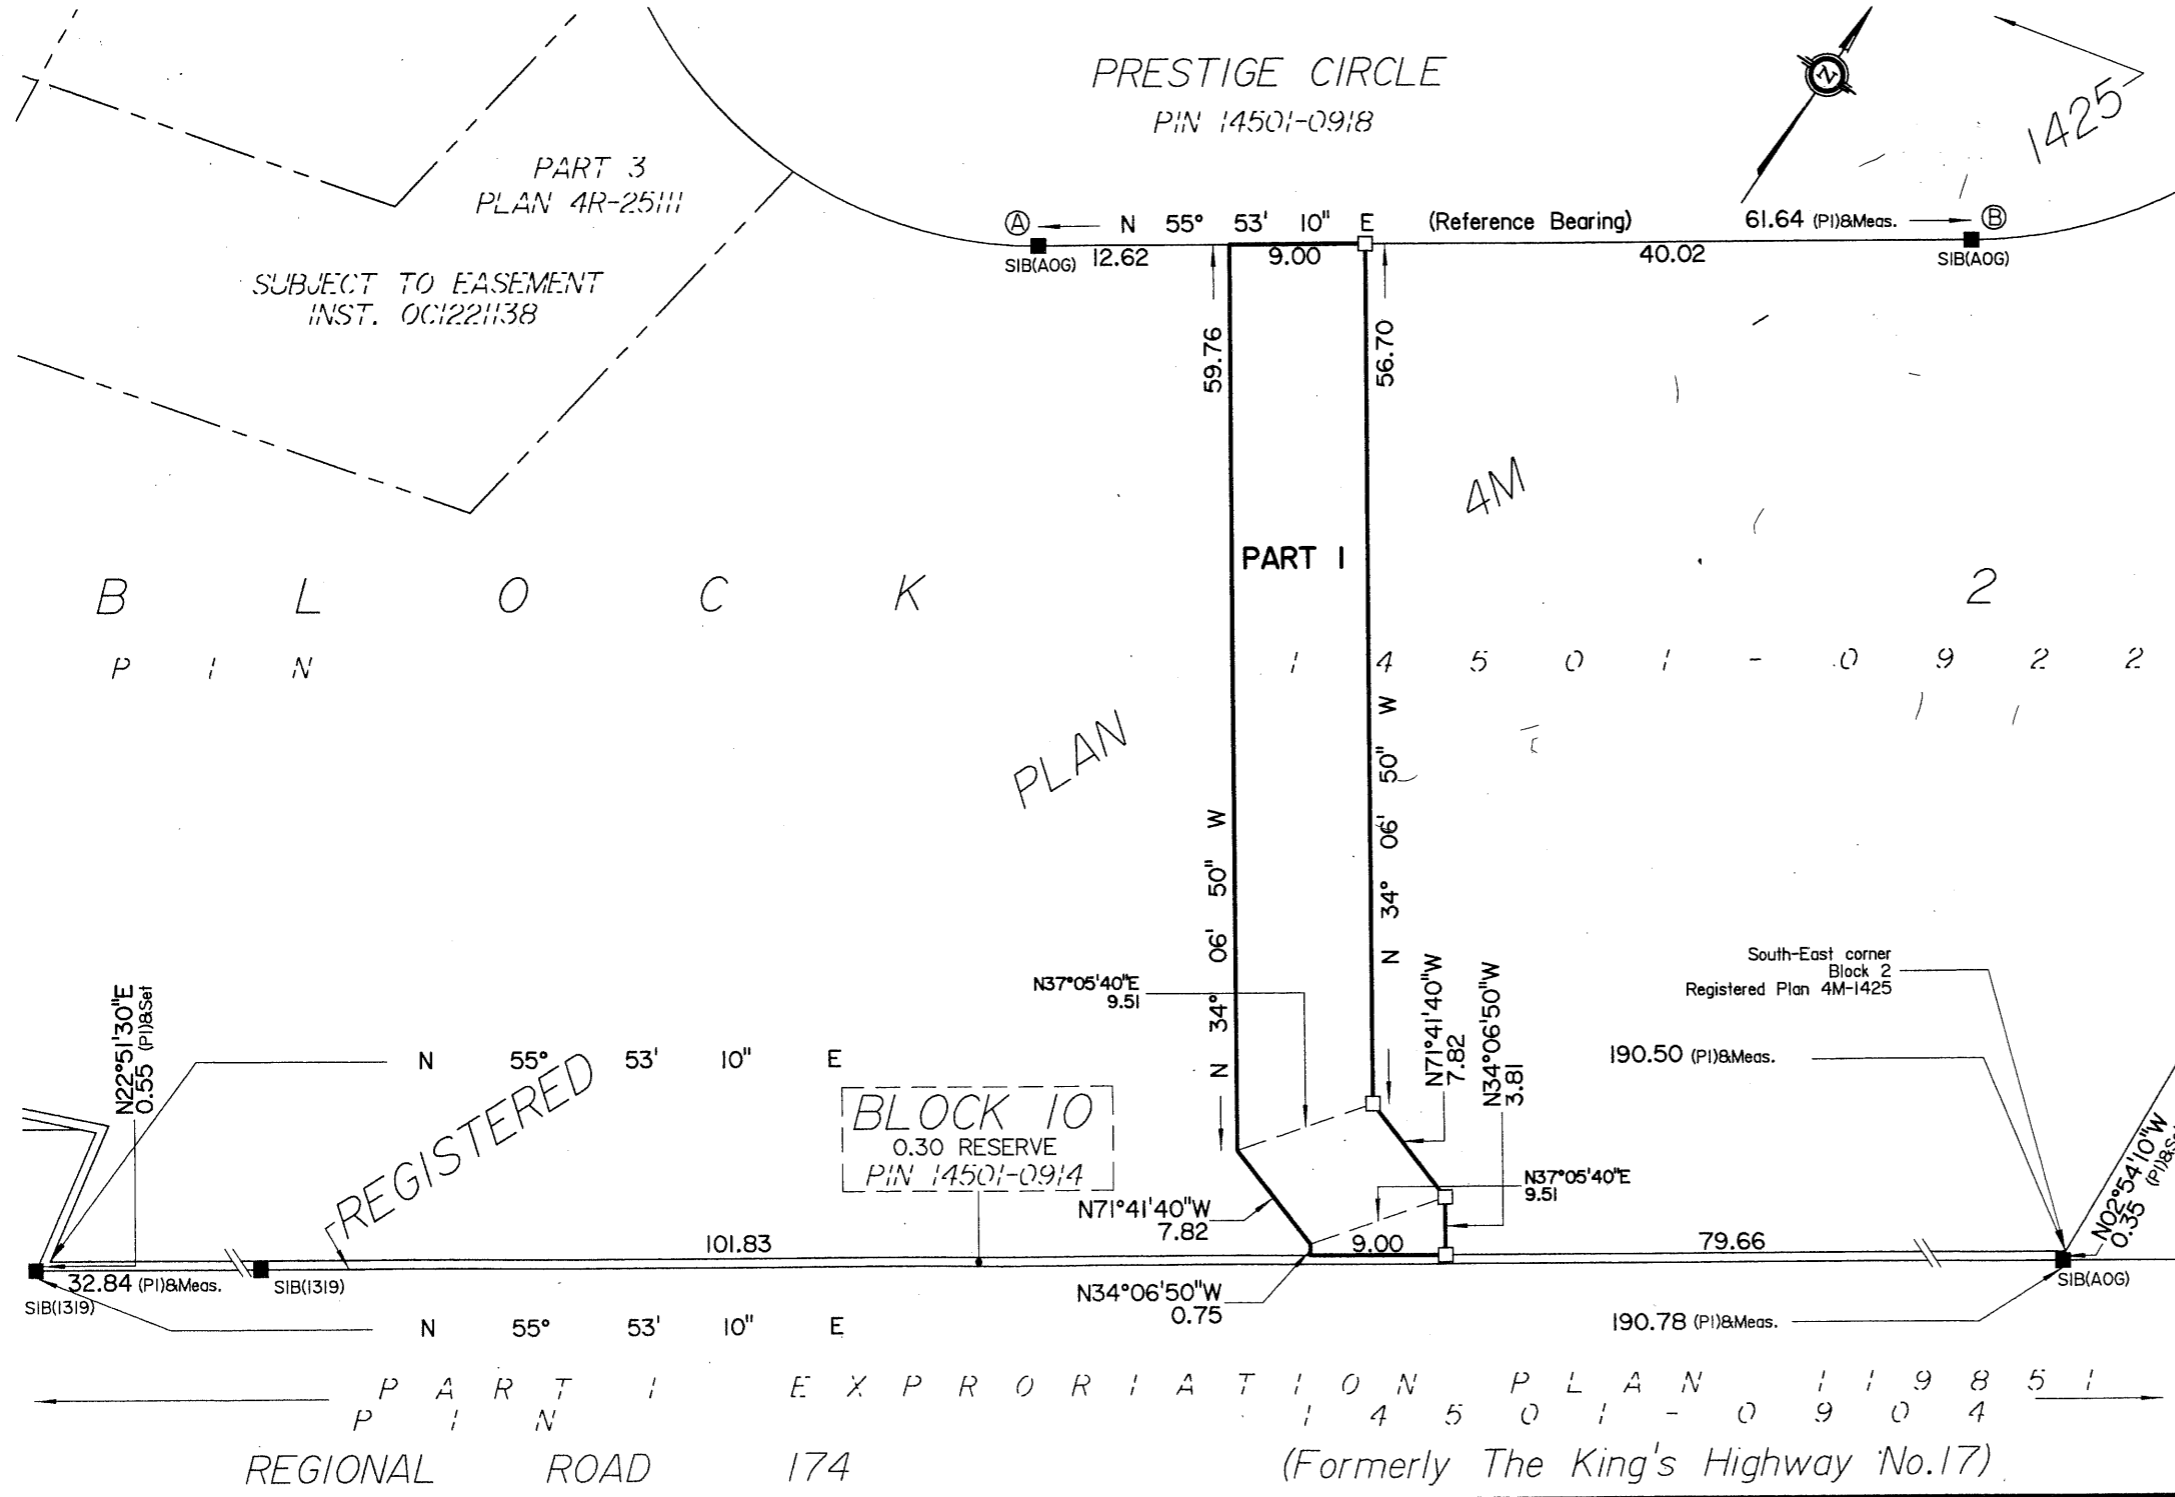 PRESTIGE CIRCLE
PIN 14501-0918
N
1425
PART 3
PLAN 4R-25111
SUBJECT TO EASEMENT
INST. OC1221138
A N 55° 53' 10" E (Reference Bearing) 61.64 (P1)&Meas. B
SIB(AOG) 12.62 9.00 40.02 SIB(AOG)
59.76
56.70
4M
PART 1
B L O C K 2
P I N 1 4 5 0 1 - 0 9 2 2
PLAN
N 34° 06' 50" W
N 34° 06' 50" W
South-East corner
Block 2
Registered Plan 4M-1425
N37°05'40"E
9.51
N71°41'40"W
7.82
N34°06'50"W
3.81
190.50 (P1)&Meas.
N22°51'30"E
0.55 (P1)&Set
N 55° 53' 10" E
REGISTERED
BLOCK 10
0.30 RESERVE
PIN 14501-0914
N37°05'40"E
9.51
N71°41'40"W
7.82
N02°54'10"W
0.35 (P1)&Set
101.83
9.00
79.66
32.84 (P1)&Meas.
SIB(1319)
SIB(1319)
SIB(AOG)
N34°06'50"W
0.75
N 55° 53' 10" E
190.78 (P1)&Meas.
P A R T 1 E X P R O R I A T I O N P L A N 1 1 9 8 5 1
P I N 1 4 5 0 1 - 0 9 0 4
REGIONAL ROAD 174 (Formerly The King's Highway No.17)